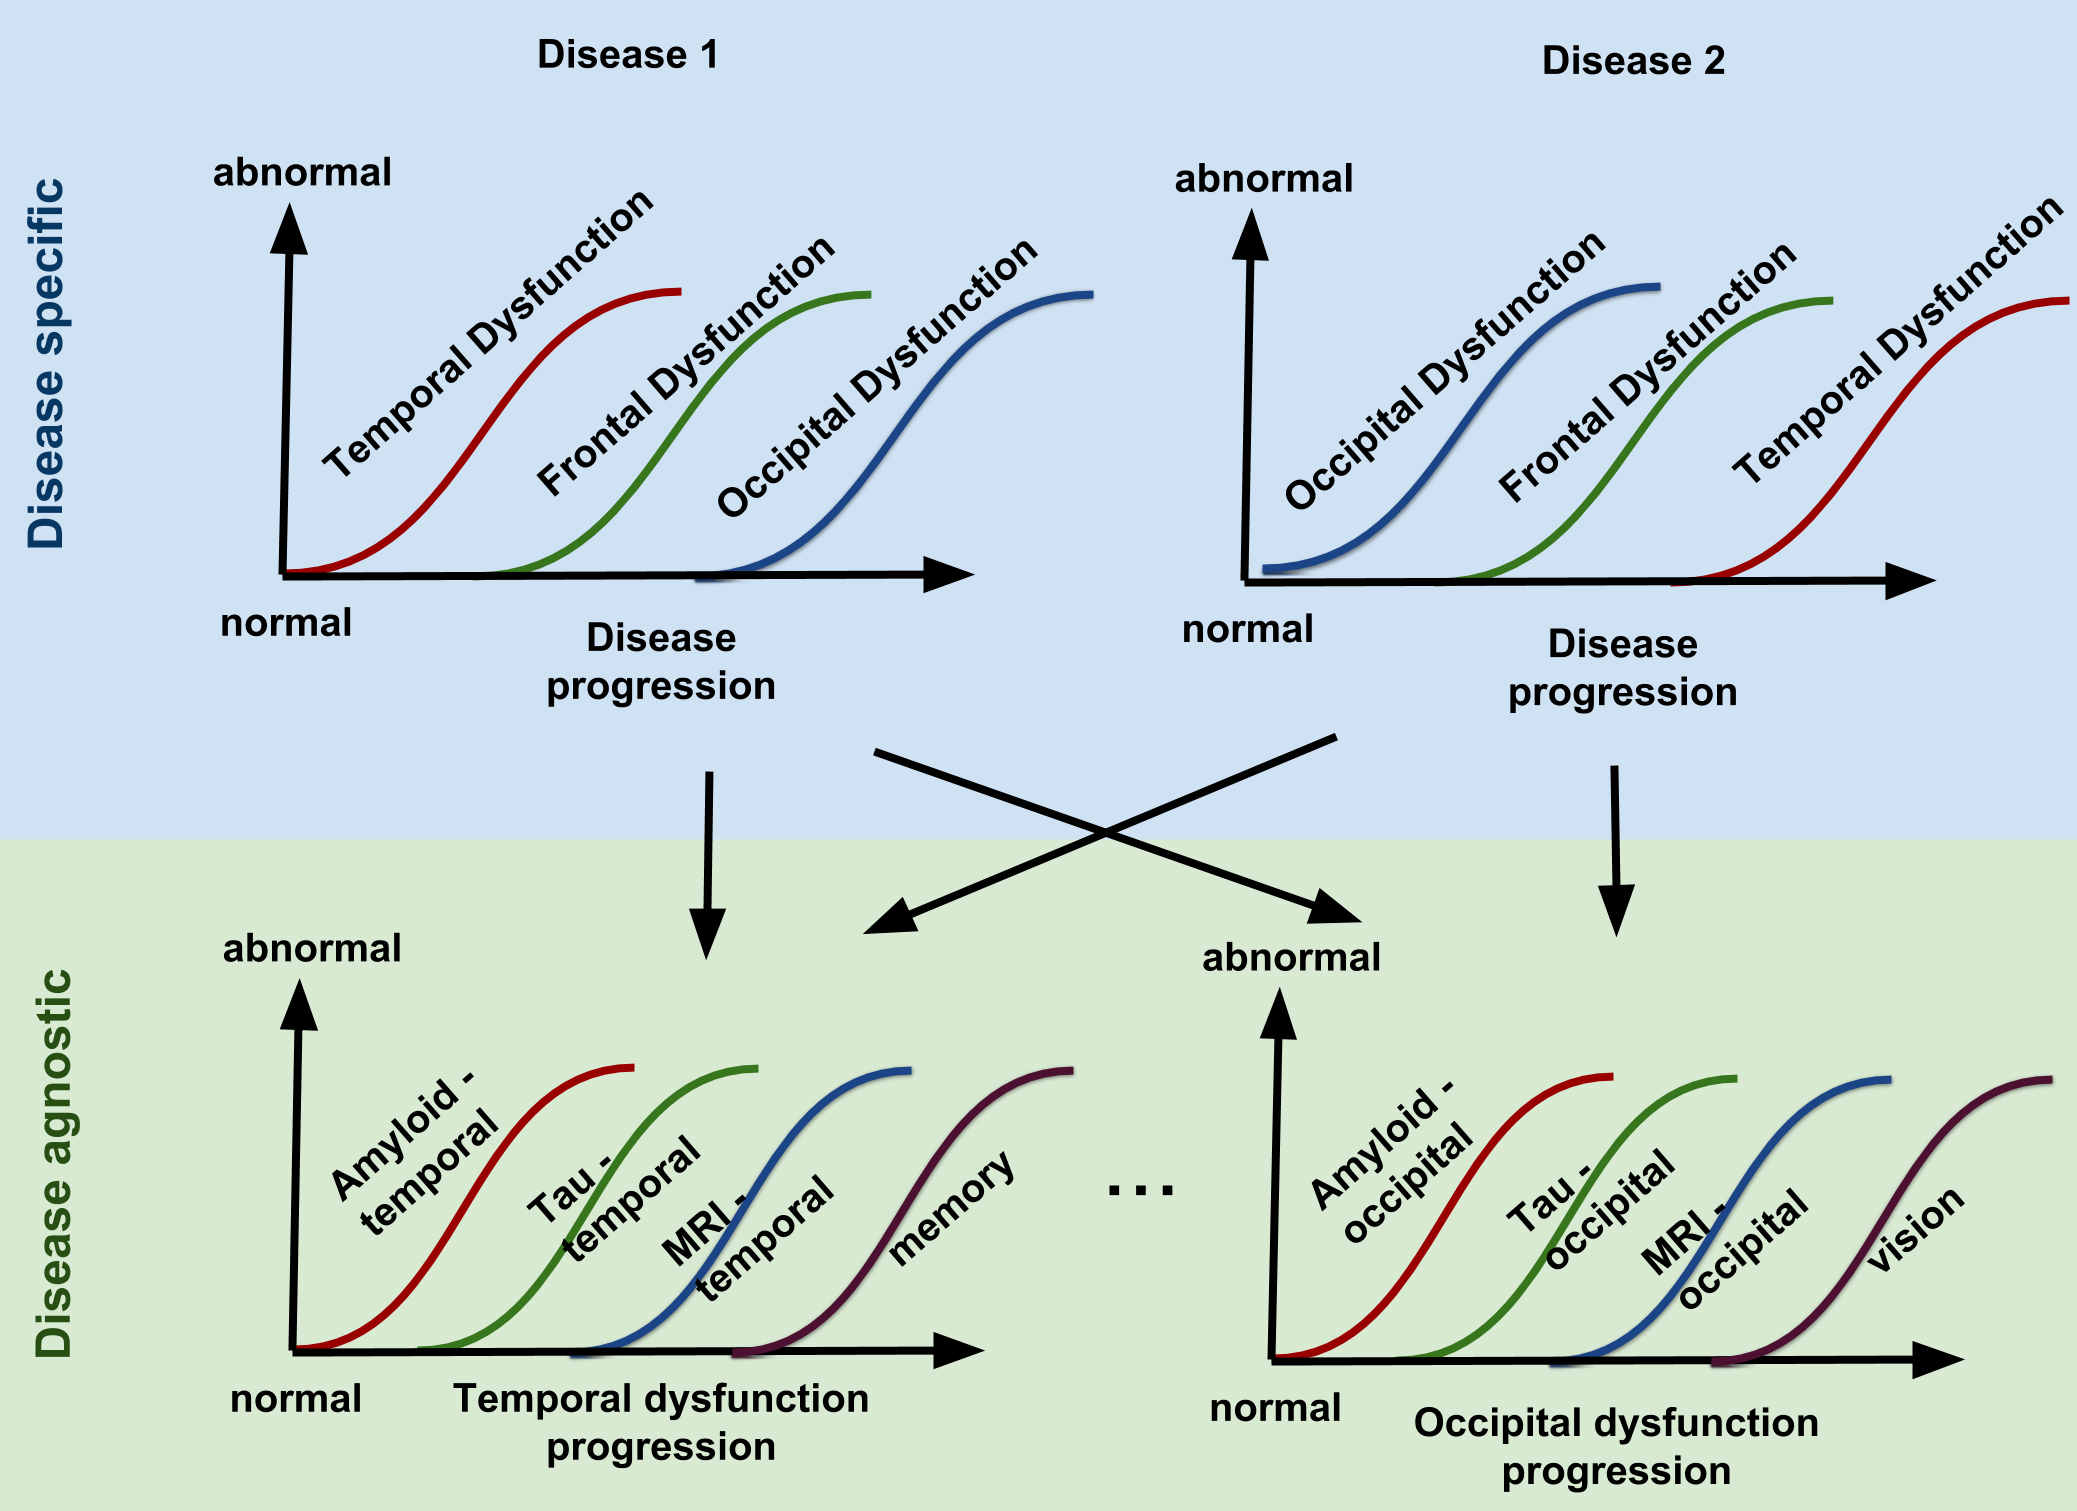 Disease 1
Disease 2
Disease specific
abnormal
Temporal Dysfunction
Frontal Dysfunction
Occipital Dysfunction
normal
Disease
progression
abnormal
Occipital Dysfunction
Frontal Dysfunction
Temporal Dysfunction
normal
Disease
progression
Disease agnostic
abnormal
Amyloid -
temporal
Tau -
temporal
MRI -
temporal
memory
normal
Temporal dysfunction
progression
...
abnormal
Amyloid -
occipital
Tau -
occipital
MRI -
occipital
vision
normal
Occipital dysfunction
progression